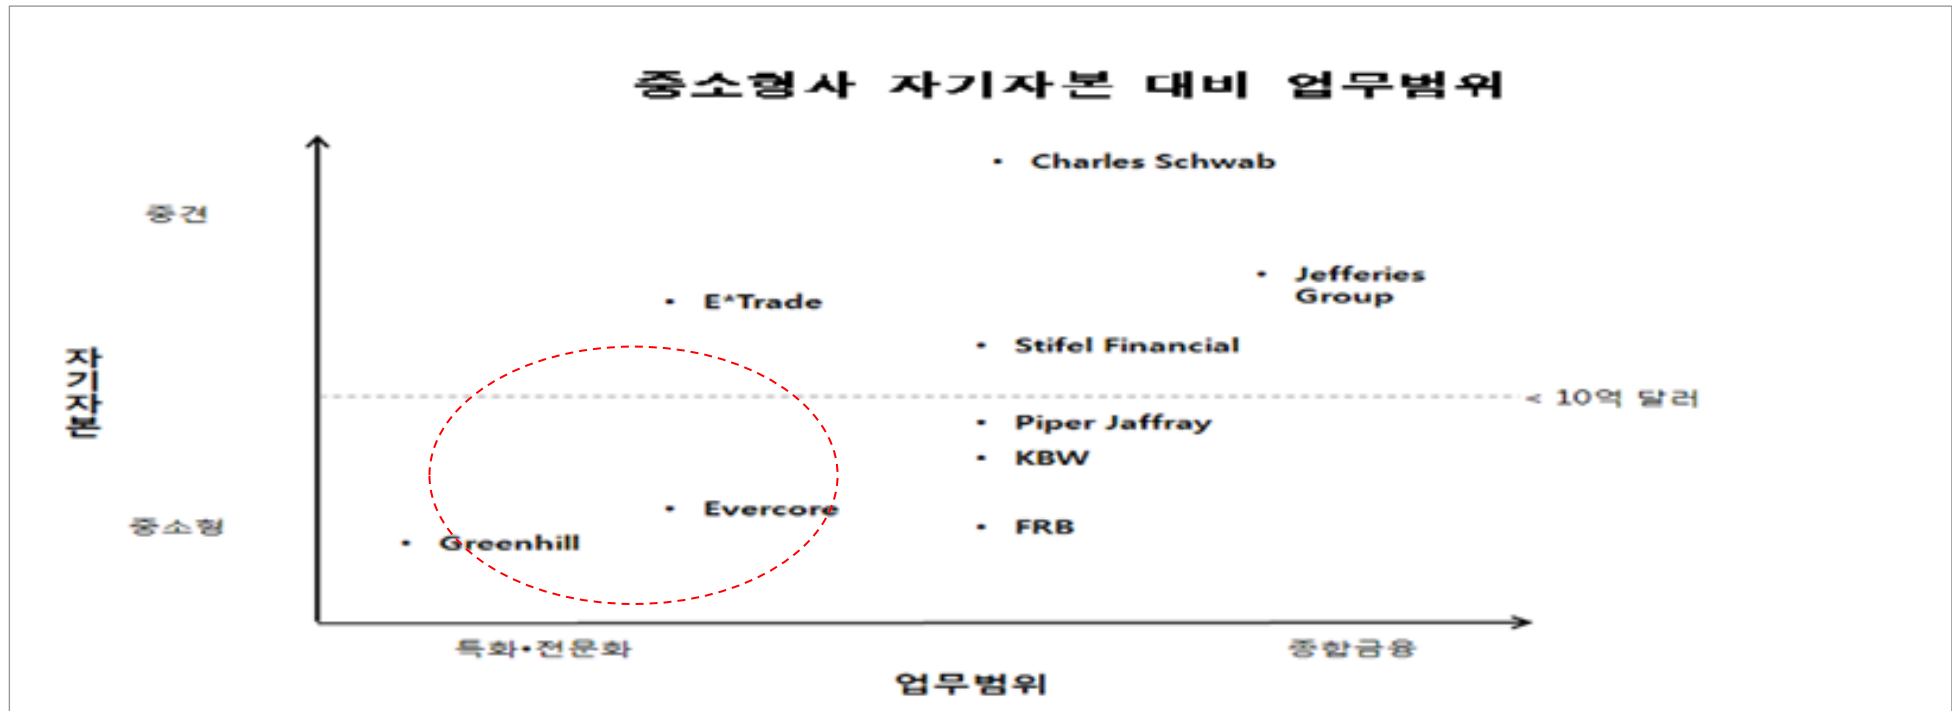 중소형사 자기자본 대비 업무범위
• Charles Schwab
중견
• Jefferies
Group
• E*Trade
• Stifel Financial
자기자본
< 10억 달러
• Piper Jaffray
• KBW
• Evercore
중소형
• FRB
• Greenhill
특화•전문화
종합금융
업무범위